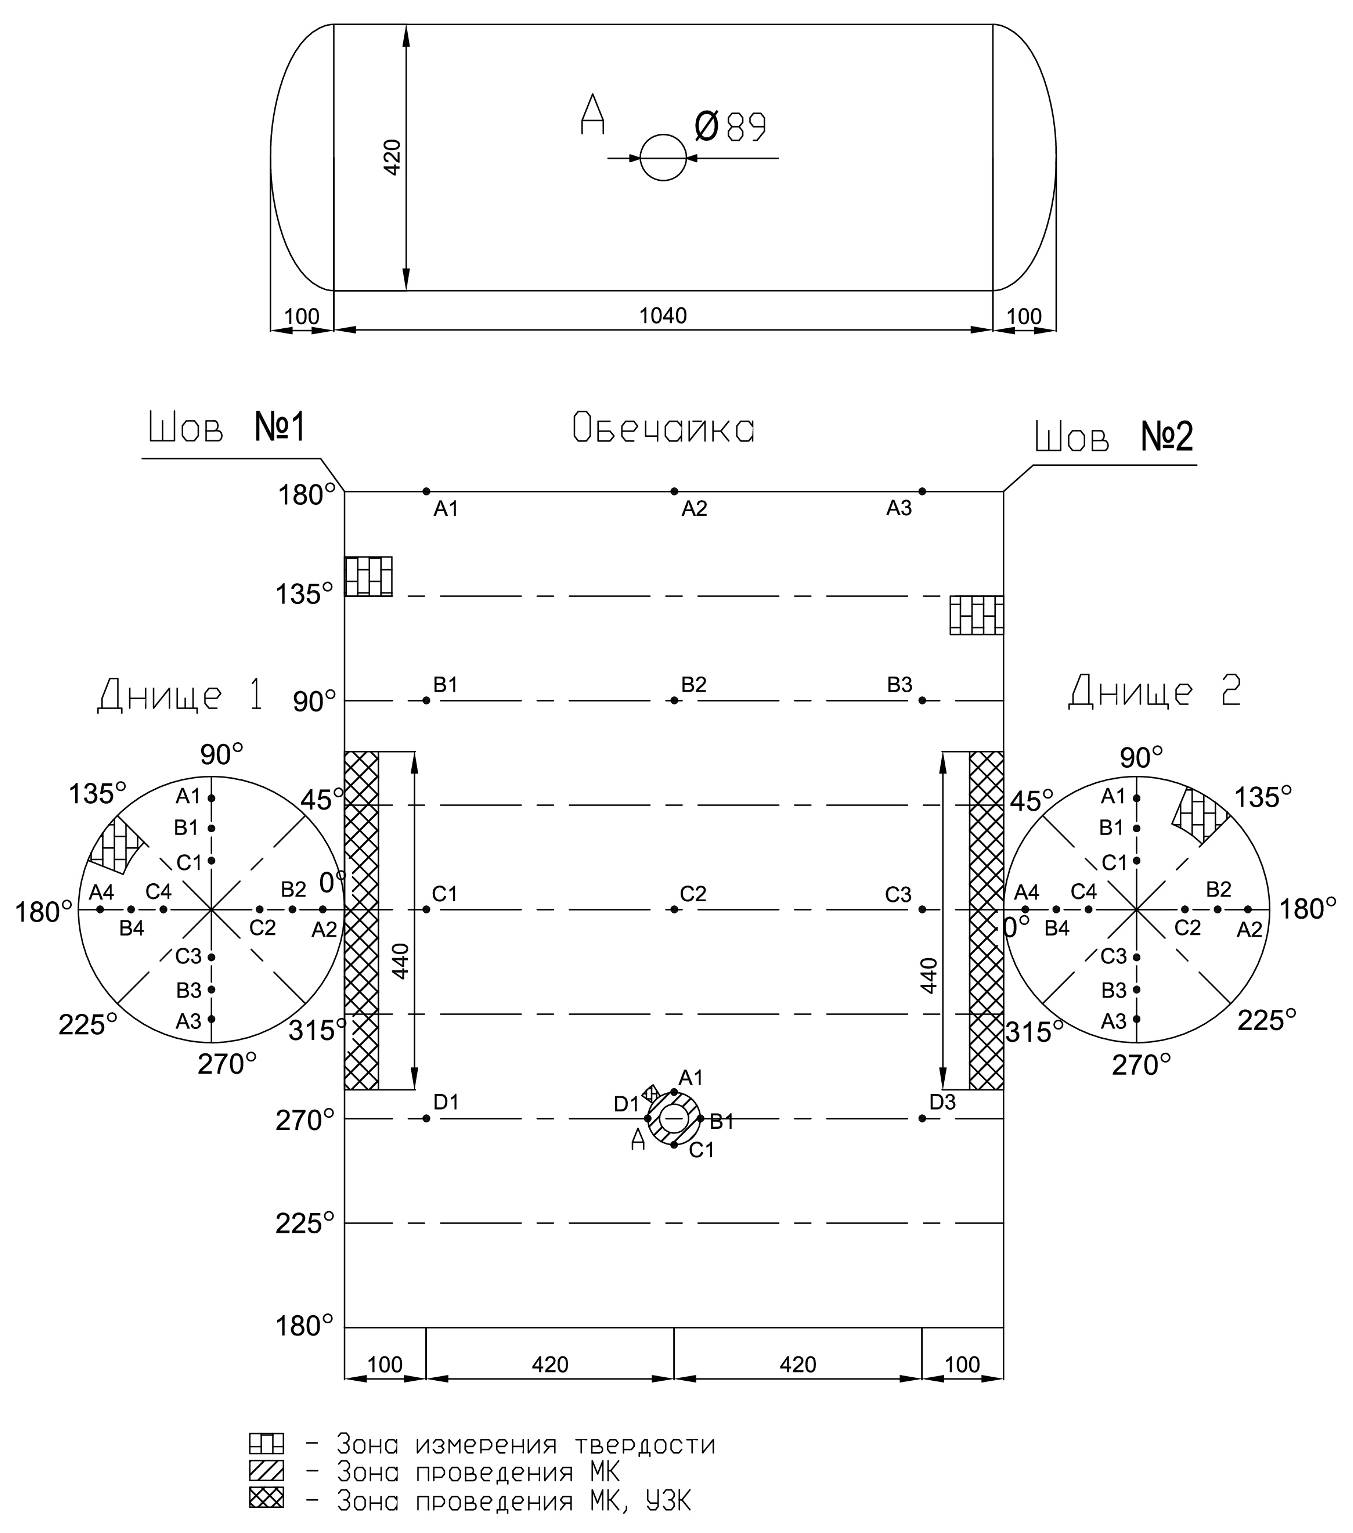 А
Ø 89
420
100
1040
100
Шов №1
Обечайка
Шов №2
180°
A1
A2
A3
135°
Днище 1
90°
B1
B2
B3
Днище 2
90°
135°
45°
A1
B1
C1
A4
C4
B4
180°
0°
B2
C2
A2
C3
B3
A3
225°
315°
270°
C1
C2
C3
440
440
90°
45°
135°
A1
B1
C1
A4
C4
B4
0°
B2
C2
A2
180°
C3
B3
A3
315°
225°
270°
270°
D1
A1
D1
B1
А
C1
D3
225°
180°
100
420
420
100
- Зона измерения твердости
- Зона проведения МК
- Зона проведения МК, УЗК